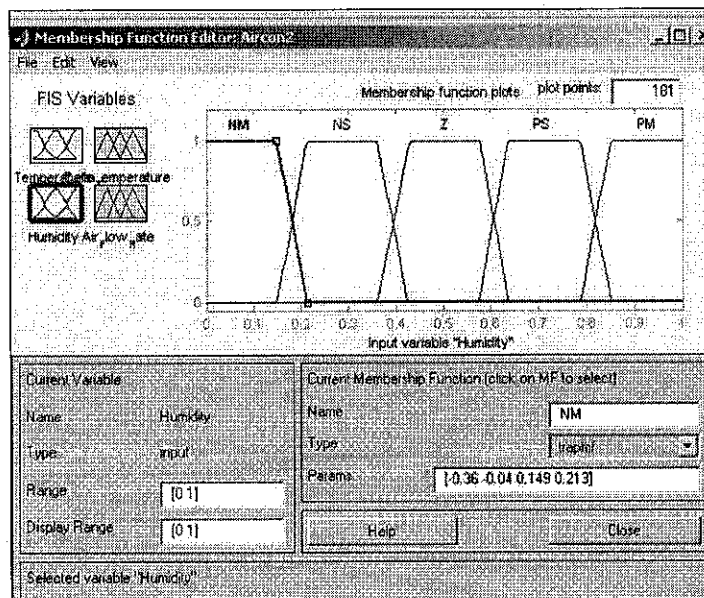 Membership Function Editor: Aircon2
File Edit View
FIS Variables
Membership function plots plot points: 181
NM NS Z PS PM
1
0.5
0
0 0.1 0.2 0.3 0.4 0.5 0.6 0.7 0.8 0.9 1
input variable "Humidity"
Humidity
Current Variable
Name Humidity
Type input
Range [0 1]
Display Range [0 1]
Current Membership Function (click on MF to select)
Name NM
Type trapmf
Params [-0.36 -0.04 0.149 0.213]
Help Close
Selected variable "Humidity"